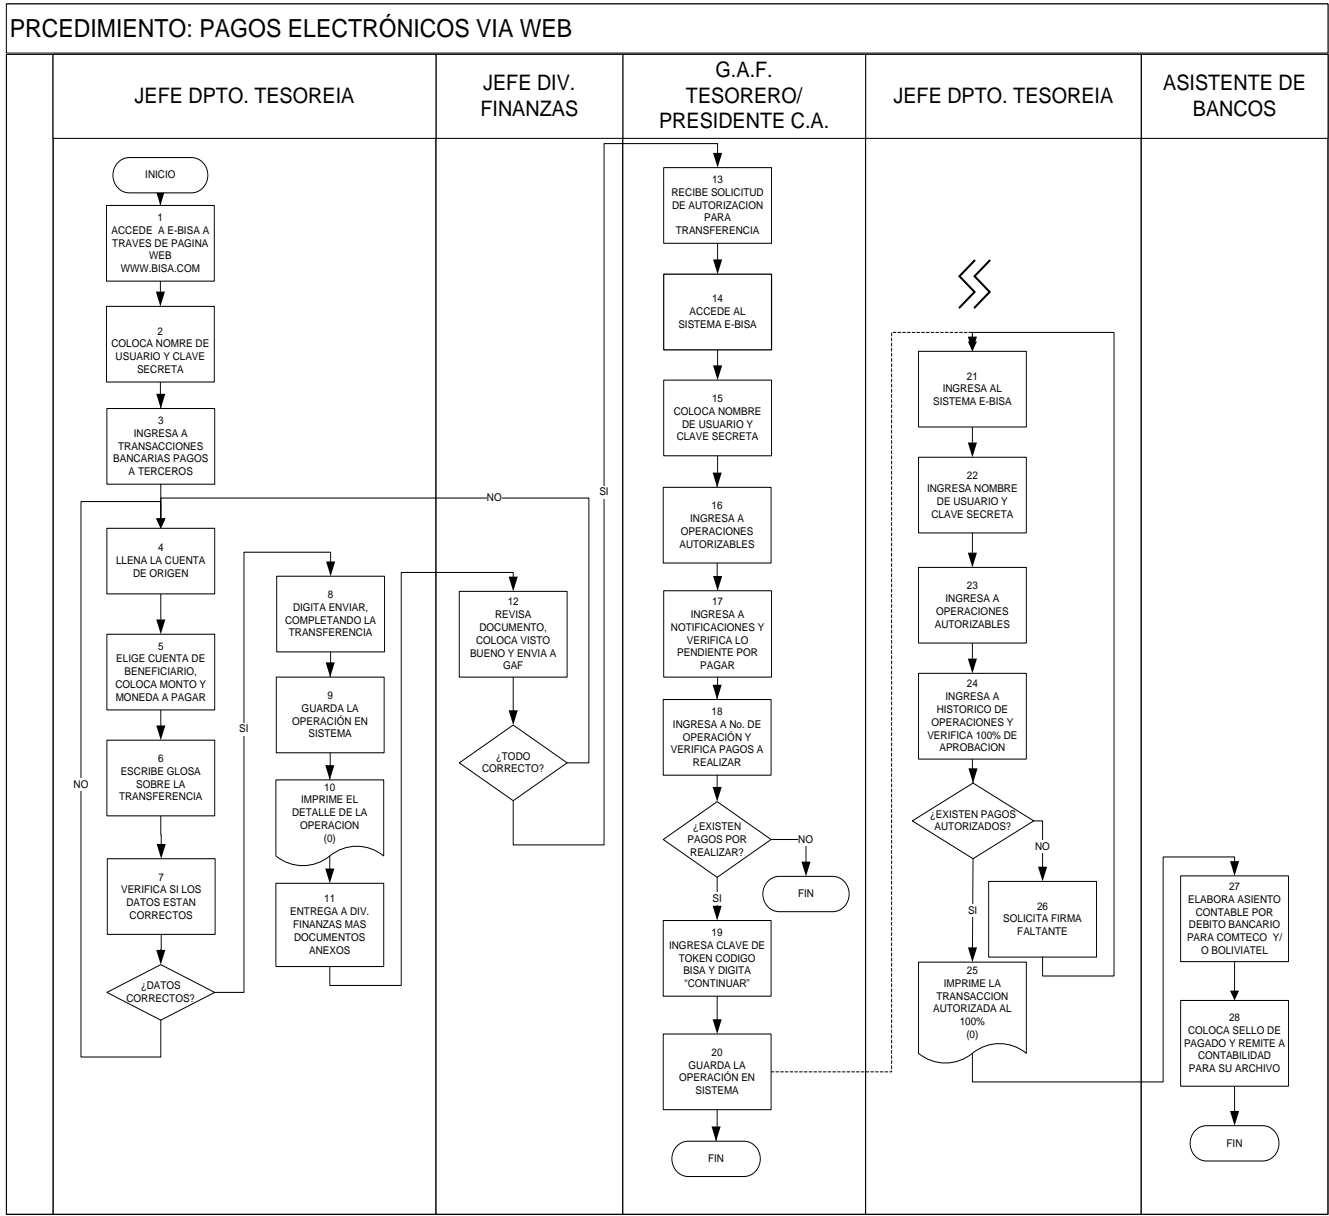 PRCEDIMIENTO: PAGOS ELECTRÓNICOS VIA WEB
JEFE DPTO. TESOREIA
JEFE DIV.
FINANZAS
G.A.F.
TESORERO/
PRESIDENTE C.A.
JEFE DPTO. TESOREIA
ASISTENTE DE
BANCOS
INICIO
1
ACCEDE A E-BISA A
TRAVES DE PAGINA
WEB
WWW.BISA.COM
2
COLOCA NOMRE DE
USUARIO Y CLAVE
SECRETA
3
INGRESA A
TRANSACCIONES
BANCARIAS PAGOS
A TERCEROS
4
LLENA LA CUENTA
DE ORIGEN
5
ELIGE CUENTA DE
BENEFICIARIO,
COLOCA MONTO Y
MONEDA A PAGAR
6
ESCRIBE GLOSA
SOBRE LA
TRANSFERENCIA
7
VERIFICA SI LOS
DATOS ESTAN
CORRECTOS
¿DATOS
CORRECTOS?
NO
SI
8
DIGITA ENVIAR,
COMPLETANDO LA
TRANSFERENCIA
9
GUARDA LA
OPERACIÓN EN
SISTEMA
10
IMPRIME EL
DETALLE DE LA
OPERACION
(0)
11
ENTREGA A DIV.
FINANZAS MAS
DOCUMENTOS
ANEXOS
12
REVISA
DOCUMENTO,
COLOCA VISTO
BUENO Y ENVIA A
GAF
¿TODO
CORRECTO?
NO
SI
13
RECIBE SOLICITUD
DE AUTORIZACION
PARA
TRANSFERENCIA
14
ACCEDE AL
SISTEMA E-BISA
15
COLOCA NOMBRE
DE USUARIO Y
CLAVE SECRETA
16
INGRESA A
OPERACIONES
AUTORIZABLES
17
INGRESA A
NOTIFICACIONES Y
VERIFICA LO
PENDIENTE POR
PAGAR
18
INGRESA A No. DE
OPERACIÓN Y
VERIFICA PAGOS A
REALIZAR
¿EXISTEN
PAGOS POR
REALIZAR?
NO
FIN
SI
19
INGRESA CLAVE DE
TOKEN CODIGO
BISA Y DIGITA
“CONTINUAR”
20
GUARDA LA
OPERACIÓN EN
SISTEMA
FIN
21
INGRESA AL
SISTEMA E-BISA
22
INGRESA NOMBRE
DE USUARIO Y
CLAVE SECRETA
23
INGRESA A
OPERACIONES
AUTORIZABLES
24
INGRESA A
HISTORICO DE
OPERACIONES Y
VERIFICA 100% DE
APROBACION
¿EXISTEN PAGOS
AUTORIZADOS?
NO
SI
26
SOLICITA FIRMA
FALTANTE
25
IMPRIME LA
TRANSACCION
AUTORIZADA AL
100%
(0)
27
ELABORA ASIENTO
CONTABLE POR
DEBITO BANCARIO
PARA COMTECO Y/
O BOLIVIATEL
28
COLOCA SELLO DE
PAGADO Y REMITE A
CONTABILIDAD
PARA SU ARCHIVO
FIN